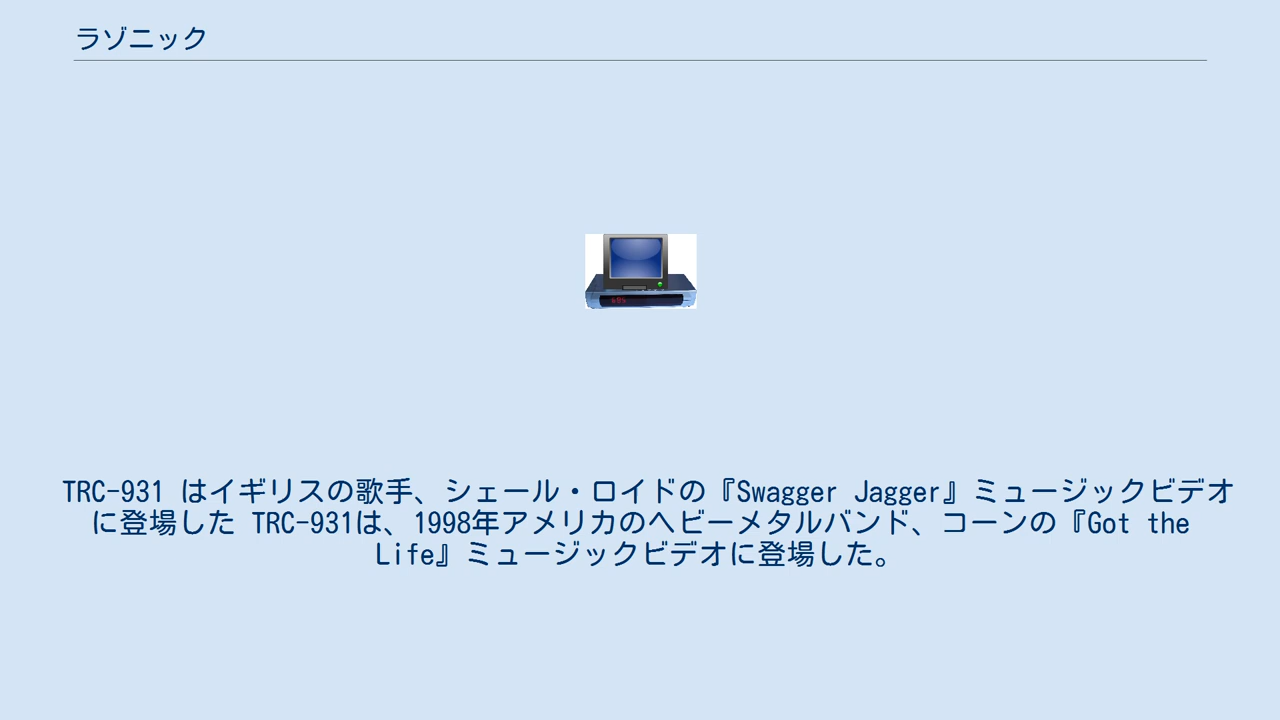 ラゾニック
TRC-931 はイギリスの歌手、シェール・ロイドの『Swagger Jagger』ミュージックビデオ
に登場した TRC-931は、1998年アメリカのヘビーメタルバンド、コーンの『Got the
Life』ミュージックビデオに登場した。